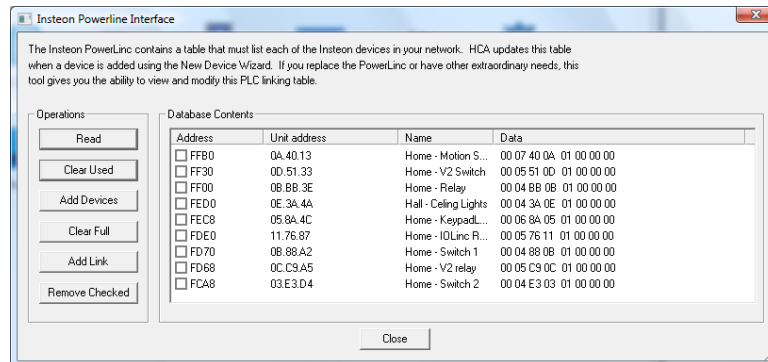 Insteon Powerline Interface
The Insteon PowerLinc contains a table that must list each of the Insteon devices in your network. HCA updates this table
when a device is added using the New Device Wizard. If you replace the PowerLinc or have other extraordinary needs, this
tool gives you the ability to view and modify this PLC linking table.
Operations
Read
Clear Used
Add Devices
Clear Full
Add Link
Remove Checked
Database Contents
Address Unit address Name Data
FFB0 0A.40.13 Home - Motion S... 00 07 40 0A 01 00 00 00
FF30 0D.51.33 Home - V2 Switch 00 05 51 0D 01 00 00 00
FF00 0B.BB.3E Home - Relay 00 04 BB 0B 01 00 00 00
FED0 0E.3A.4A Hall - Celing Lights 00 04 3A 0E 01 00 00 00
FEC8 05.8A.4C Home - KeypadL... 00 06 8A 05 01 00 00 00
FDE0 11.76.87 Home - IOLinc R... 00 05 76 11 01 00 00 00
FD70 0B.88.A2 Home - Switch 1 00 04 88 0B 01 00 00 00
FD68 0C.C9.A5 Home - V2 relay 00 05 C9 0C 01 00 00 00
FCA8 03.E3.D4 Home - Switch 2 00 04 E3 03 01 00 00 00
Close